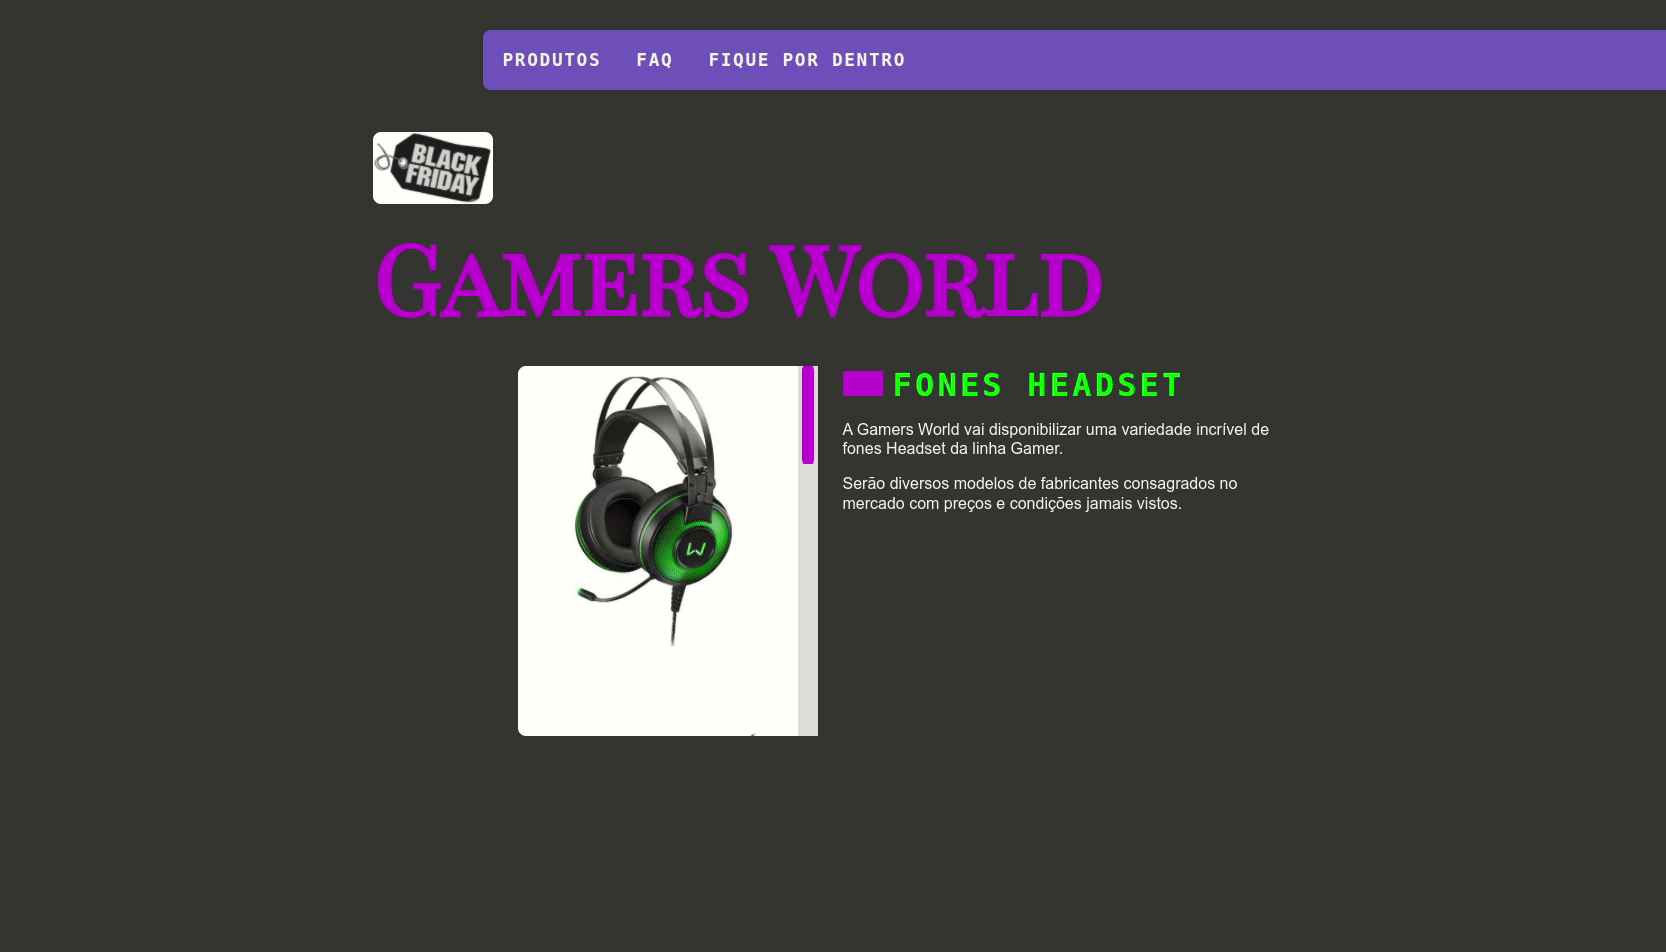 PRODUTOS FAQ FIQUE POR DENTRO
BLACK
FRIDAY
GAMERS WORLD
FONES HEADSET
A Gamers World vai disponibilizar uma variedade incrível de
fones Headset da linha Gamer.
Serão diversos modelos de fabricantes consagrados no
mercado com preços e condições jamais vistos.